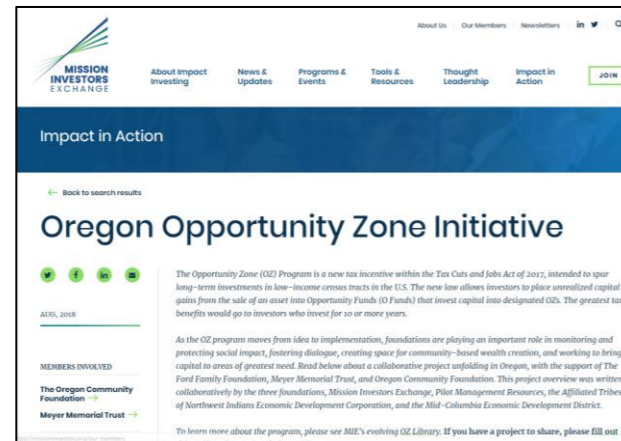 About Us Our Members Newsletters in
MISSION
INVESTORS
EXCHANGE
About Impact Investing
News & Updates
Programs & Events
Tools & Resources
Thought Leadership
Impact in Action
JOIN
Impact in Action
← Back to search results
Oregon Opportunity Zone Initiative
AUG, 2018
MEMBERS INVOLVED
The Oregon Community
Foundation →
Meyer Memorial Trust →
The Opportunity Zone (OZ) Program is a new tax incentive within the Tax Cuts and Jobs Act of 2017, intended to spur
long-term investments in low-income census tracts in the U.S. The new law allows investors to place unrealized capital
gains from the sale of an asset into Opportunity Funds (O Funds) that invest capital into designated OZs. The greatest tax
benefits would go to investors who invest for 10 or more years.
As the OZ program moves from idea to implementation, foundations are playing an important role in monitoring and
protecting social impact, fostering dialogue, creating space for community-based wealth creation, and working to bring
capital to areas of greatest need. Read below about a collaborative project unfolding in Oregon, with the support of The
Ford Family Foundation, Meyer Memorial Trust, and Oregon Community Foundation. This project overview was written
collaboratively by the three foundations, Mission Investors Exchange, Pilot Management Resources, the Affiliated Tribes
of Northwest Indians Economic Development Corporation, and the Mid-Columbia Economic Development District.
To learn more about the program, please see MIE's evolving OZ Library. If you have a project to share, please fill out